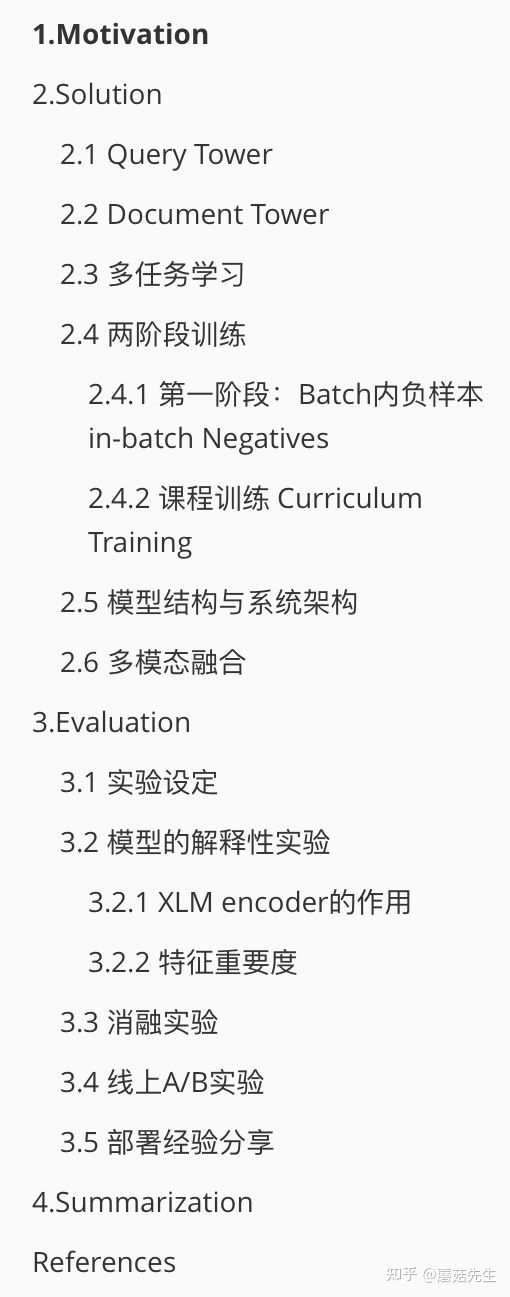 1.Motivation
2.Solution
2.1 Query Tower
2.2 Document Tower
2.3 多任务学习
2.4 两阶段训练
2.4.1 第一阶段：Batch内负样本
in-batch Negatives
2.4.2 课程训练 Curriculum
Training
2.5 模型结构与系统架构
2.6 多模态融合
3.Evaluation
3.1 实验设定
3.2 模型的解释性实验
3.2.1 XLM encoder的作用
3.2.2 特征重要度
3.3 消融实验
3.4 线上A/B实验
3.5 部署经验分享
4.Summarization
References
知乎 @蘑菇先生